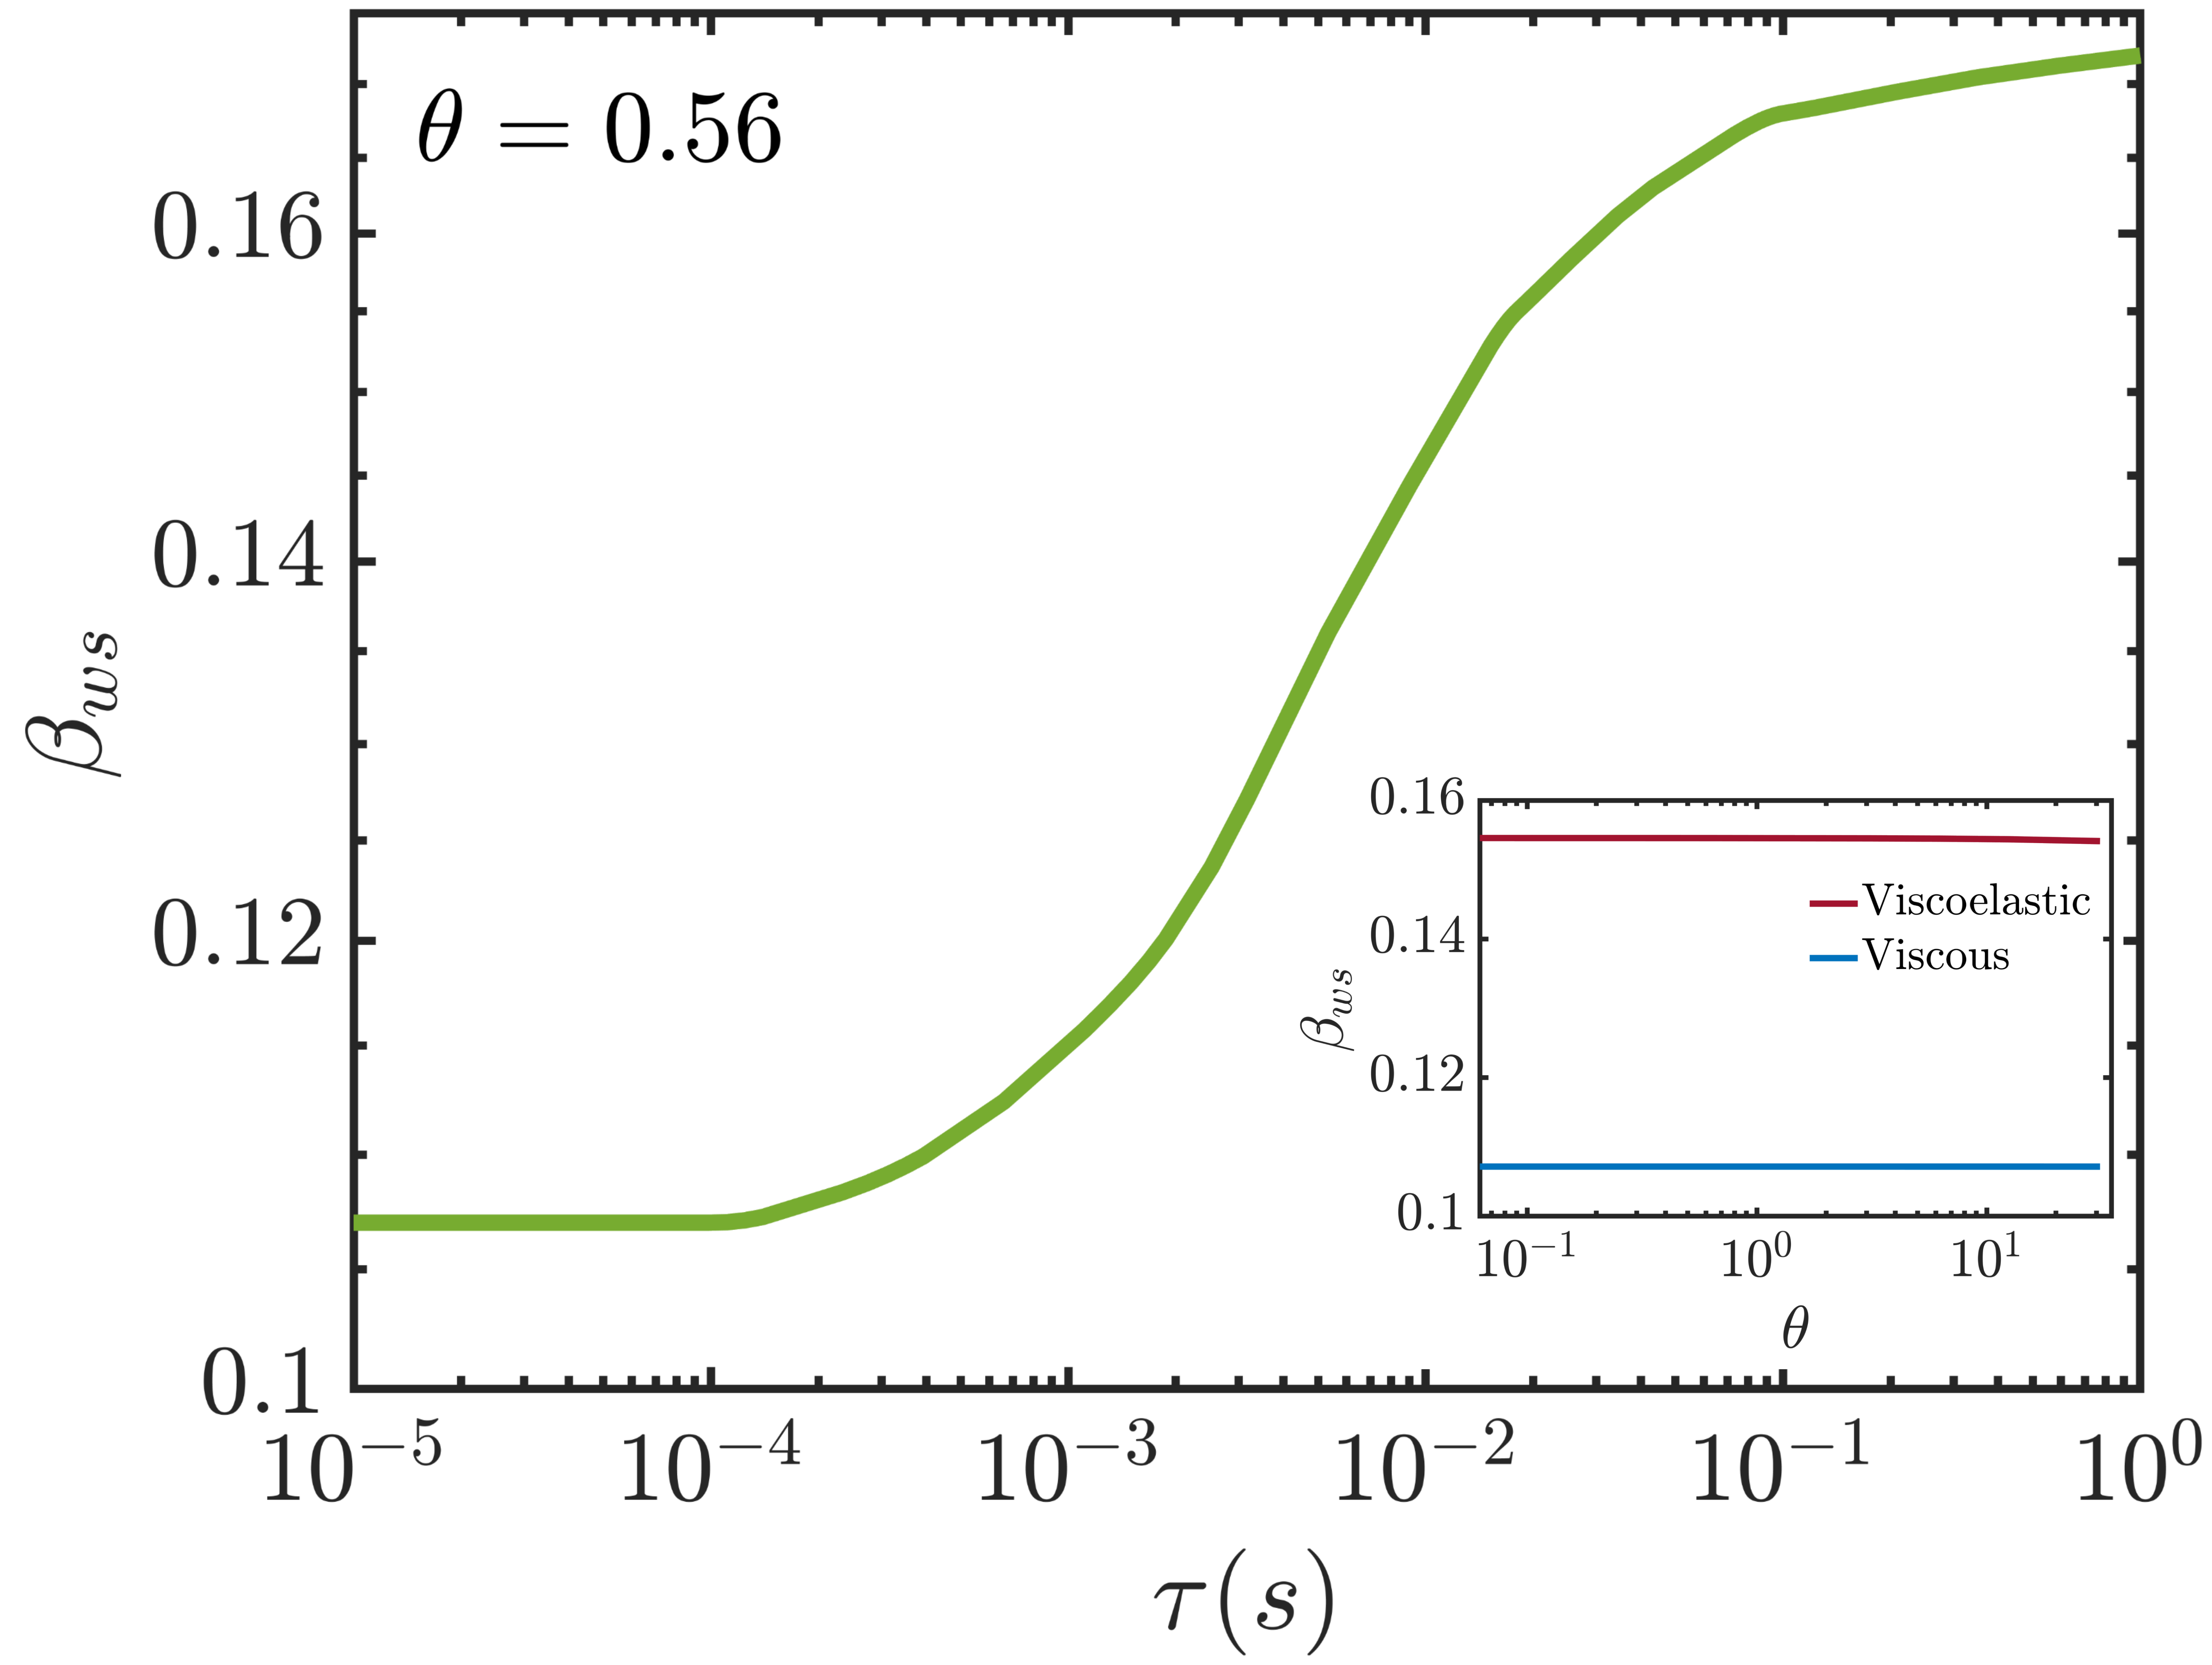 θ = 0.56
0.16
0.14
0.12
0.1
β_ws
10^−5 10^−4 10^−3 10^−2 10^−1 10^0
τ(s)
0.16
0.14
0.12
0.1
β_ws
Viscoelastic
Viscous
10^−1 10^0 10^1
θ